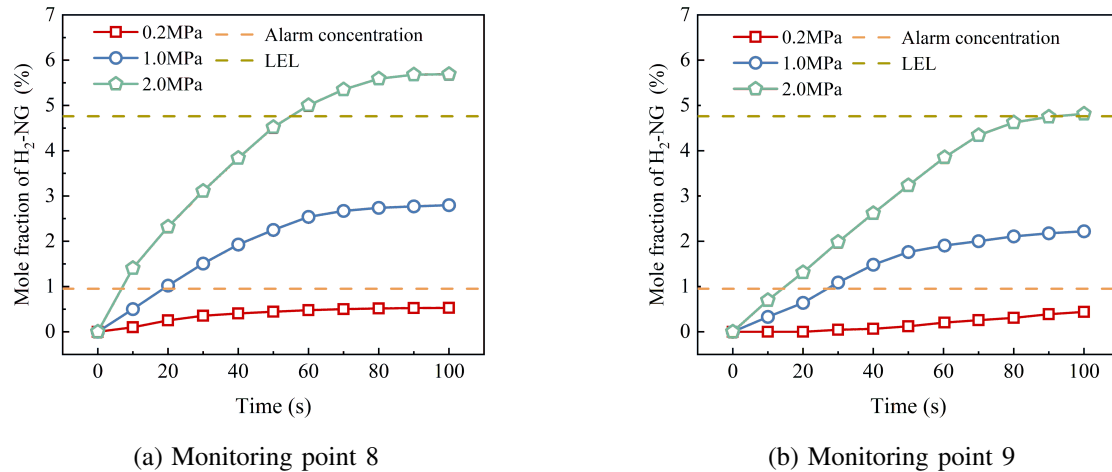 7
6
5
4
3
2
1
0
Mole fraction of H₂-NG (%)
0.2MPa
1.0MPa
2.0MPa
Alarm concentration
LEL
0 20 40 60 80 100
Time (s)
(a) Monitoring point 8
7
6
5
4
3
2
1
0
Mole fraction of H₂-NG (%)
0.2MPa
1.0MPa
2.0MPa
Alarm concentration
LEL
0 20 40 60 80 100
Time (s)
(b) Monitoring point 9